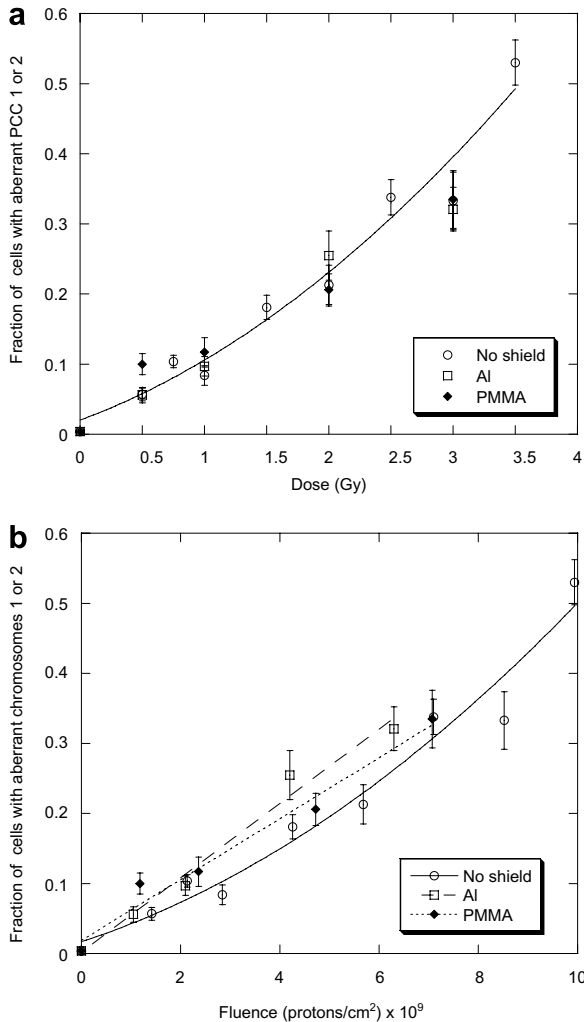 a
Fraction of cells with aberrant PCC 1 or 2
0.6
0.5
0.4
0.3
0.2
0.1
0
No shield
Al
PMMA
0 0.5 1 1.5 2 2.5 3 3.5 4
Dose (Gy)
b
Fraction of cells with aberrant chromosomes 1 or 2
0.6
0.5
0.4
0.3
0.2
0.1
0
No shield
Al
PMMA
0 2 4 6 8 10
Fluence (protons/cm²) x 10⁹